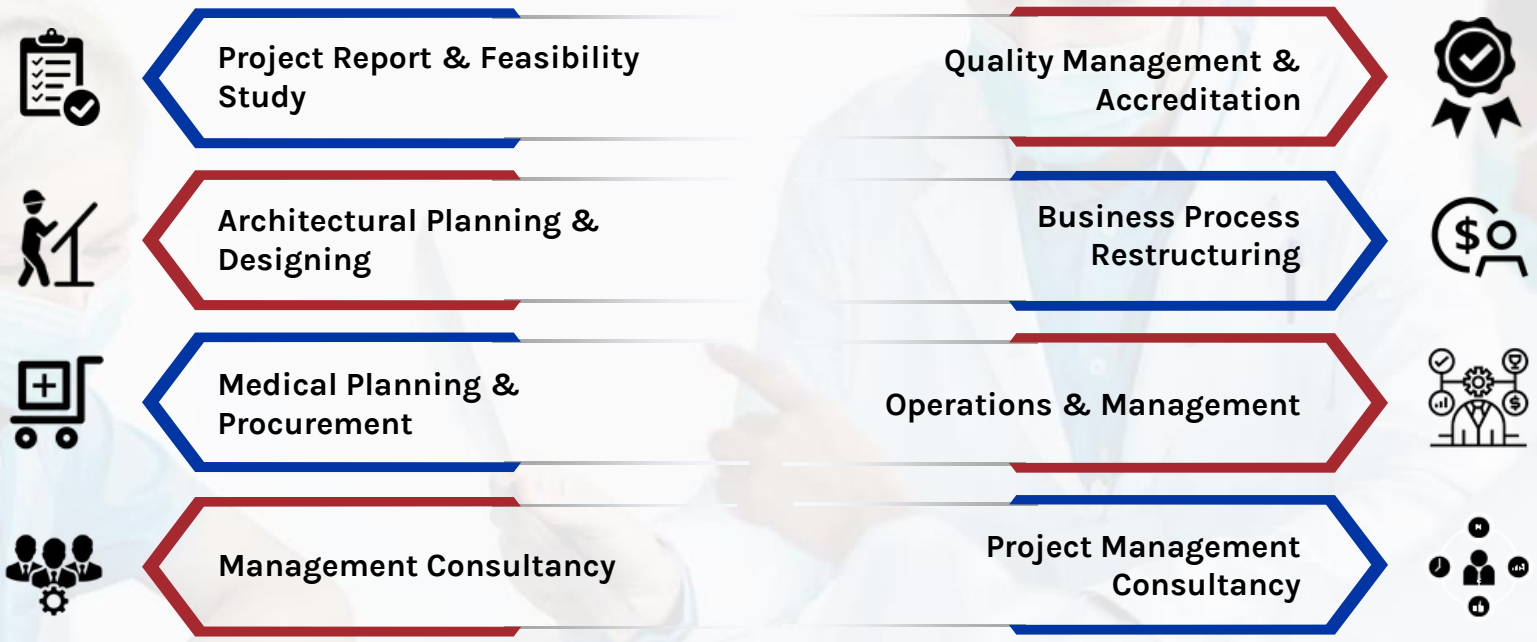 Project Report & Feasibility
Study
Architectural Planning &
Designing
Medical Planning &
Procurement
Management Consultancy
Quality Management &
Accreditation
Business Process
Restructuring
Operations & Management
Project Management
Consultancy
$
$